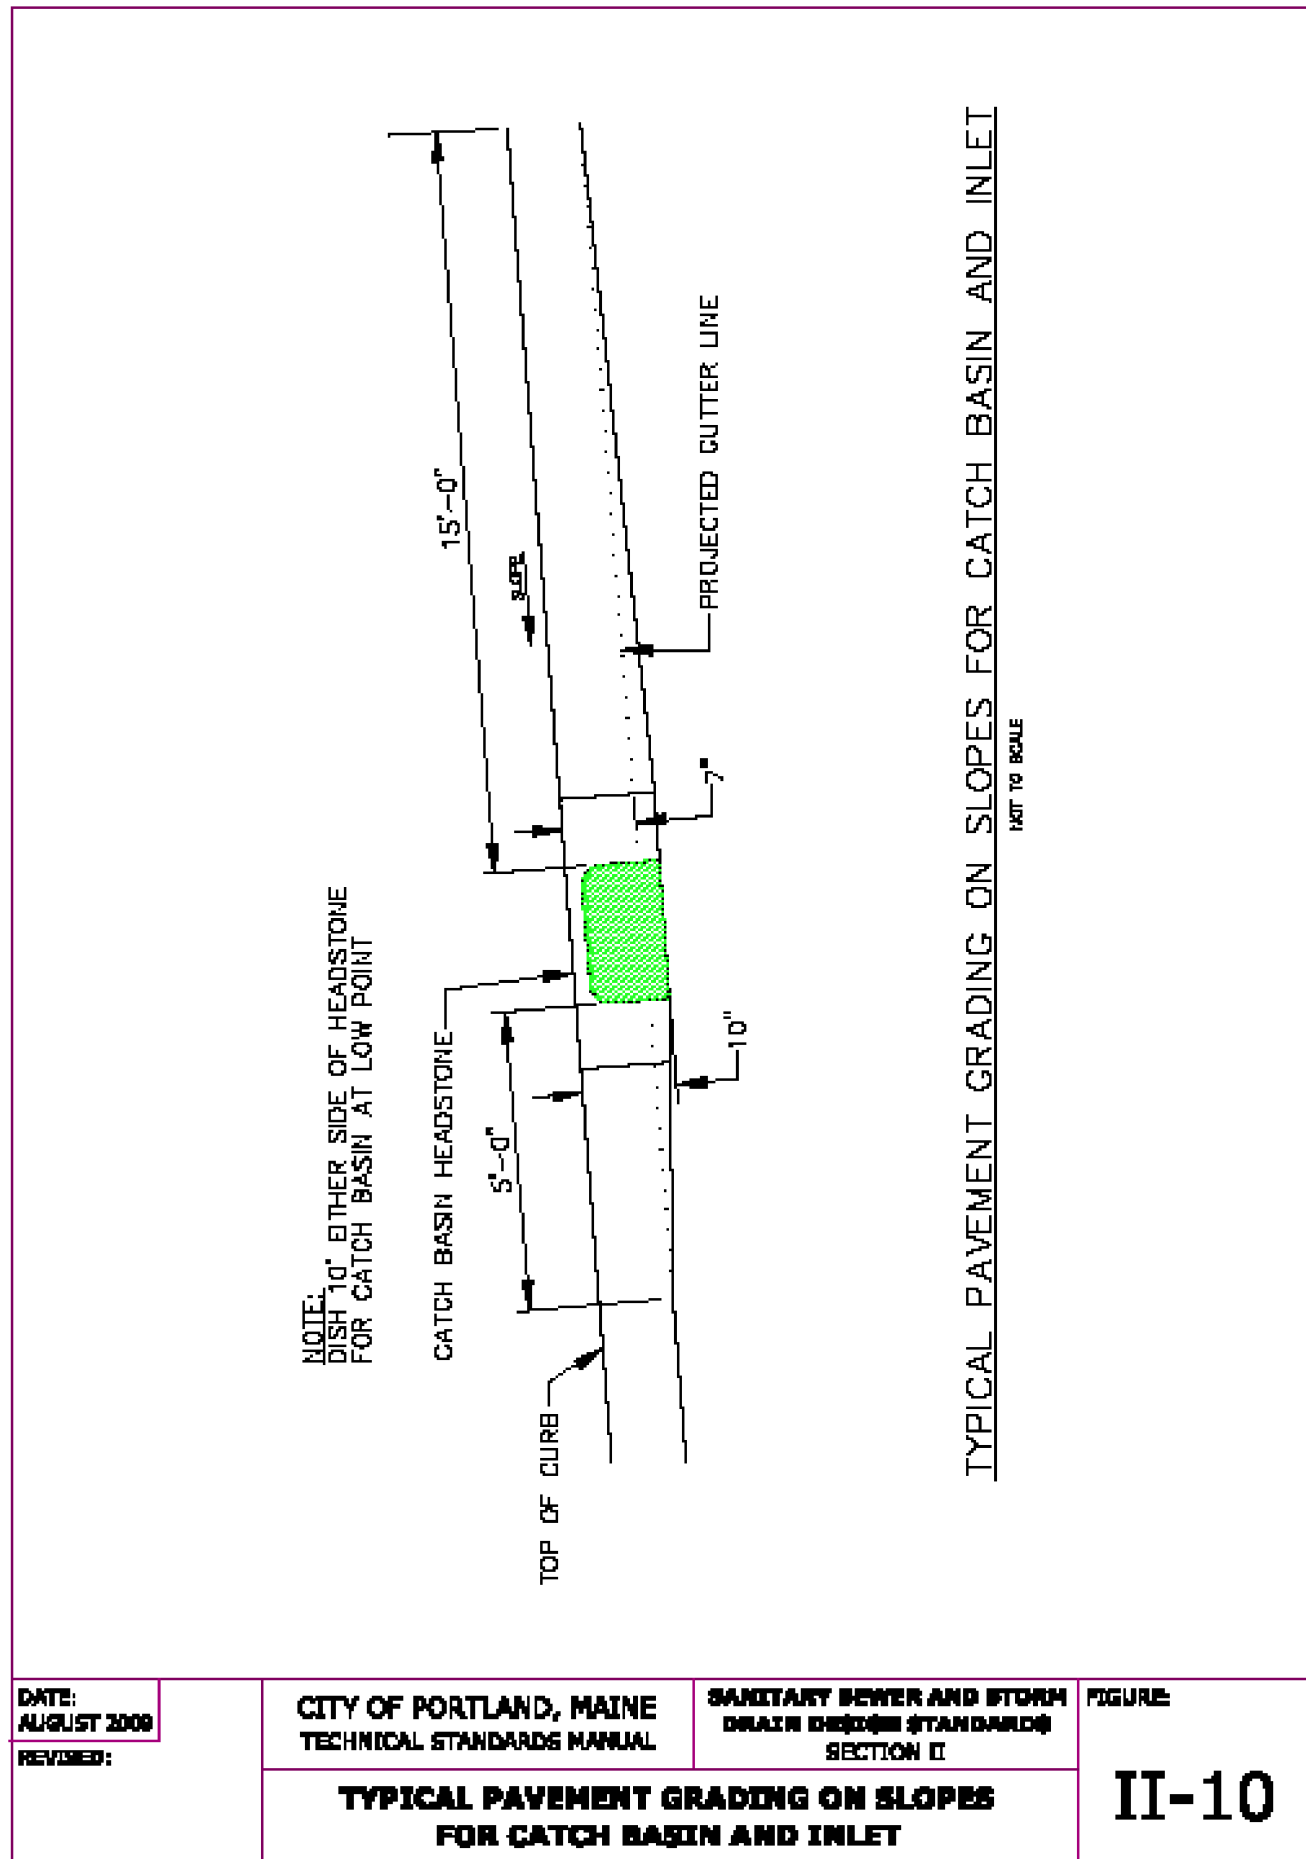 NOTE:
DISH 10' EITHER SIDE OF HEADSTONE
FOR CATCH BASIN AT LOW POINT
CATCH BASIN HEADSTONE
TOP OF CURB
15'-0"
SLOPE
5'-0"
PROJECTED GUTTER LINE
7"
10"
TYPICAL PAVEMENT GRADING ON SLOPES FOR CATCH BASIN AND INLET
NOT TO SCALE
DATE:
AUGUST 2009
REVISED:
CITY OF PORTLAND, MAINE
TECHNICAL STANDARDS MANUAL
SANITARY SEWER AND STORM
DRAIN DESIGN STANDARDS
SECTION II
TYPICAL PAVEMENT GRADING ON SLOPES
FOR CATCH BASIN AND INLET
FIGURE:
II-10